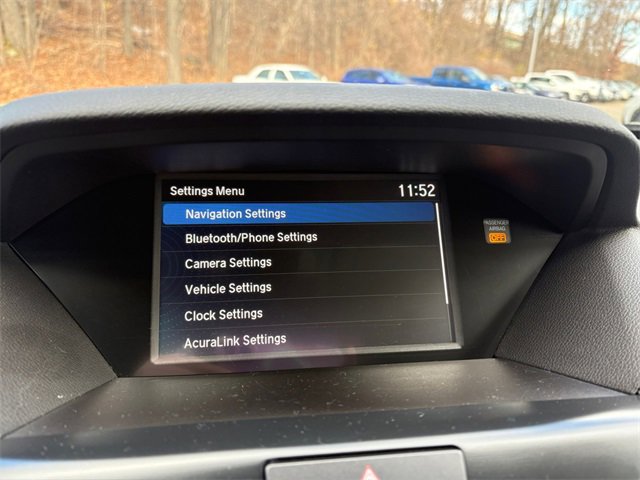 Settings Menu 11:52
Navigation Settings
Bluetooth/Phone Settings
Camera Settings
Vehicle Settings
Clock Settings
AcuraLink Settings
PASSENGER
AIRBAG
OFF